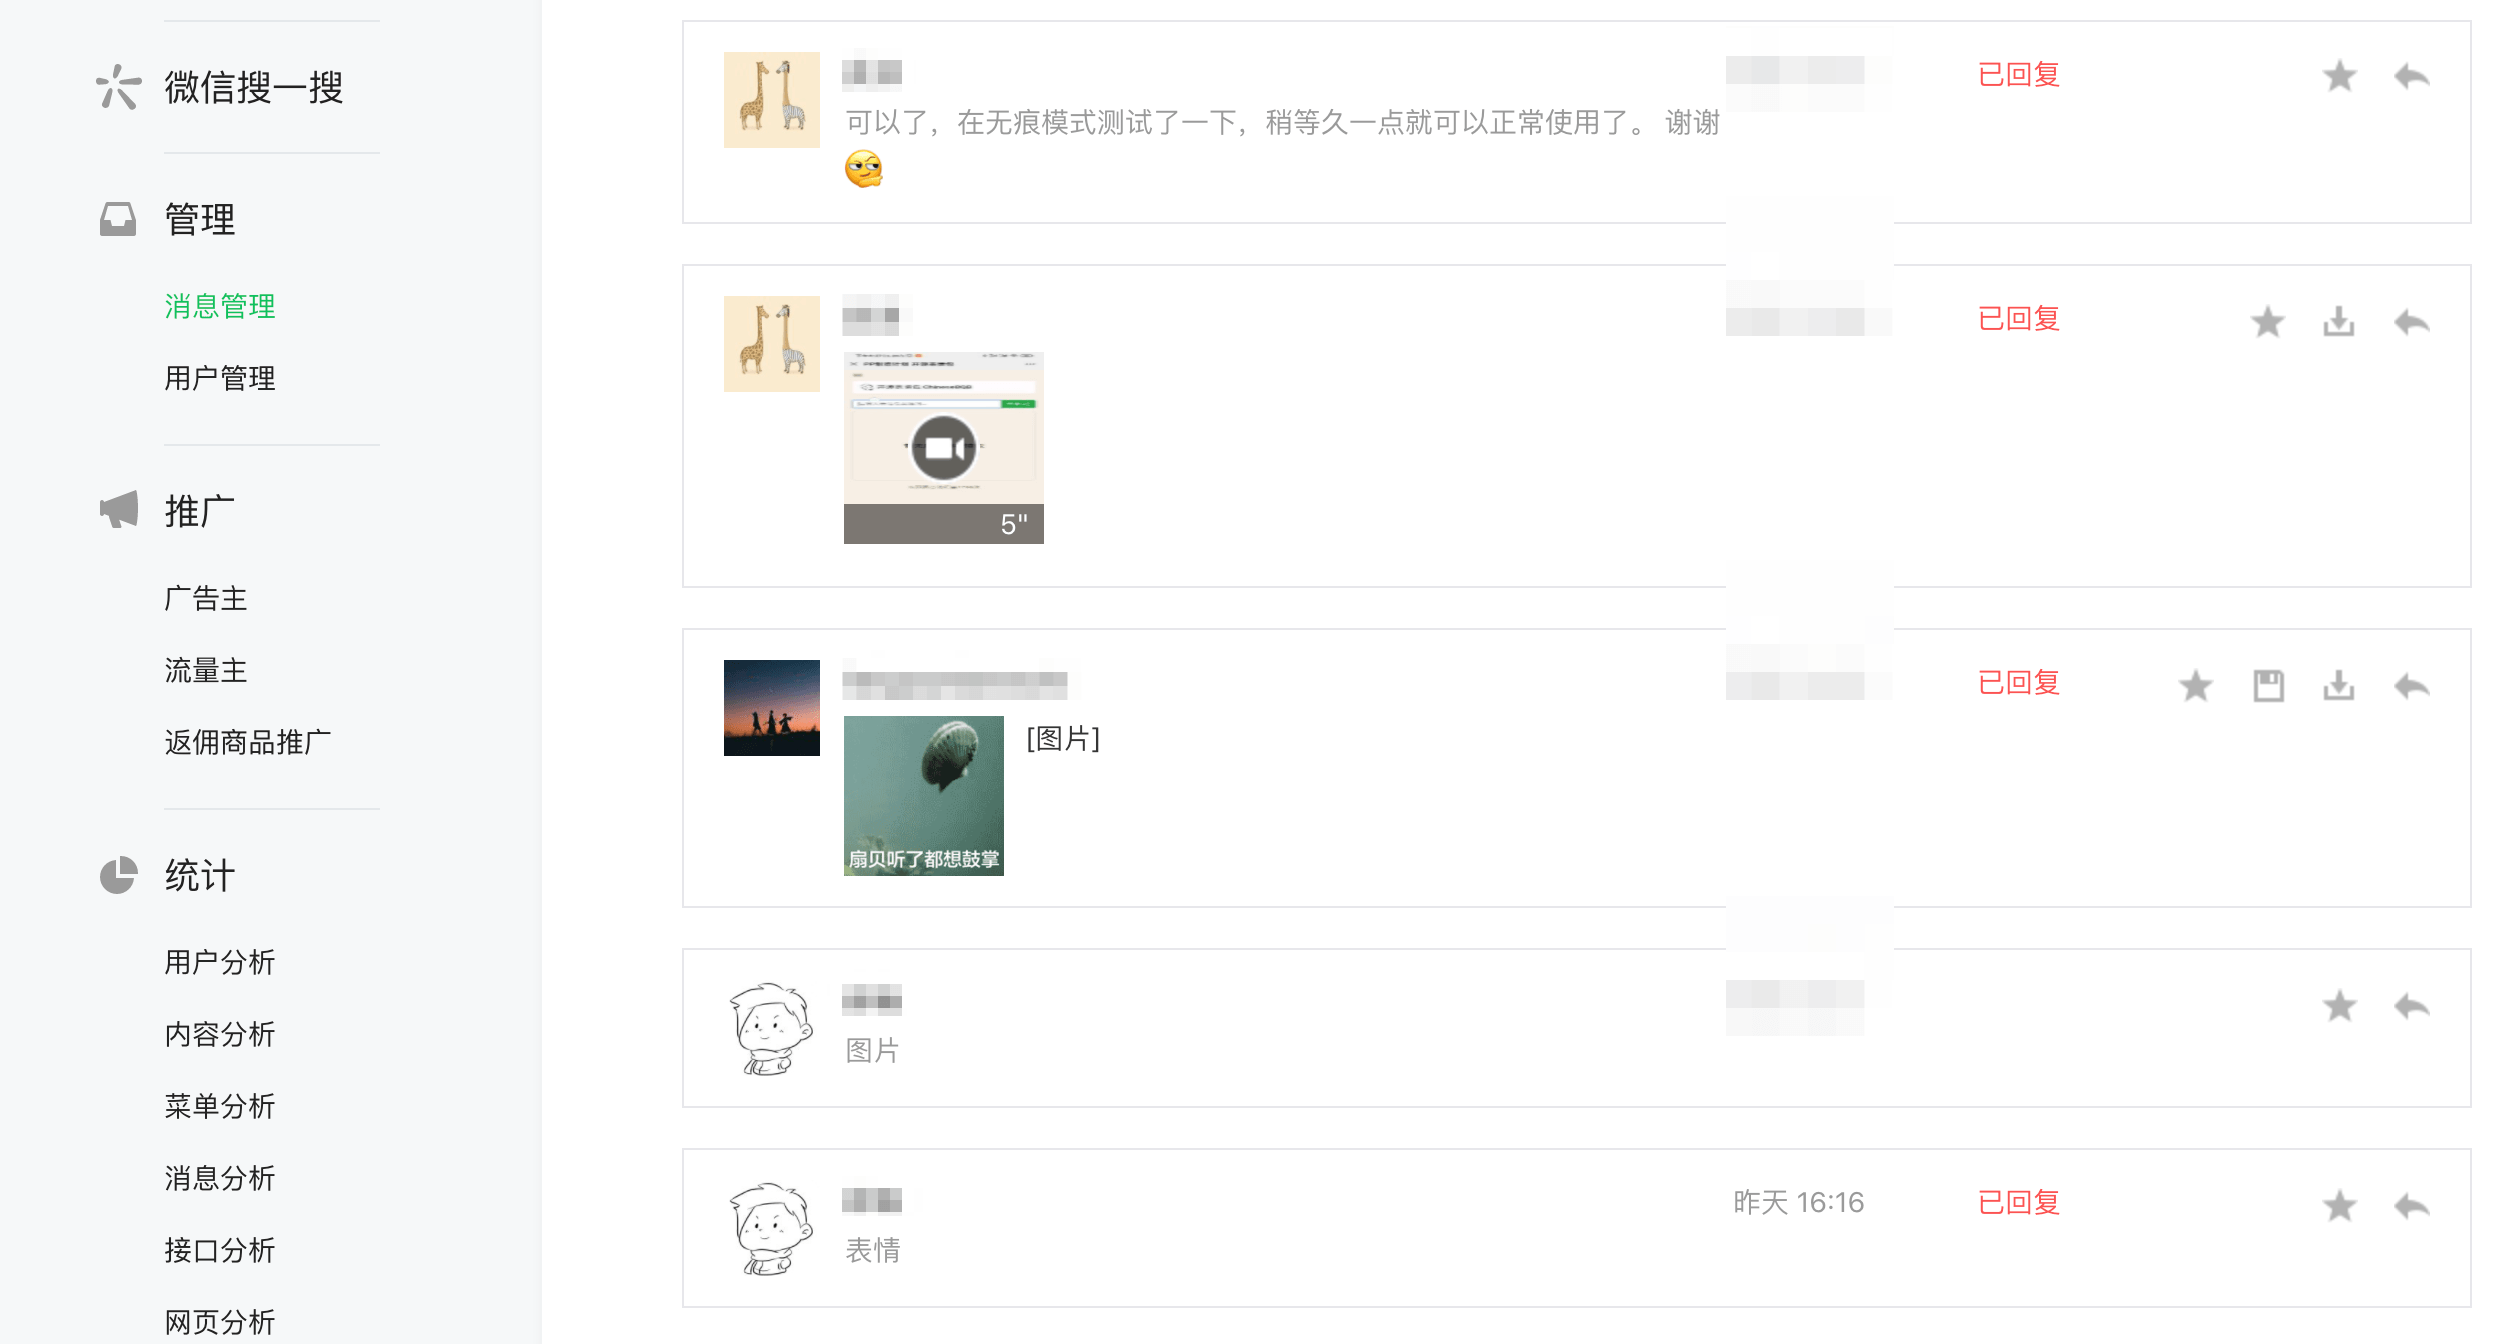 微信搜一搜
管理
消息管理
用户管理
推广
广告主
流量主
返佣商品推广
统计
用户分析
内容分析
菜单分析
消息分析
接口分析
网页分析
已回复
可以了，在无痕模式测试了一下，稍等久一点就可以正常使用了。 谢谢
已回复
5"
已回复
[图片]
扇贝听了都想鼓掌
图片
昨天 16:16
已回复
表情